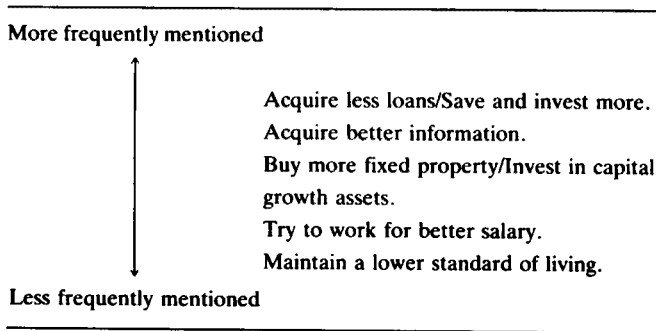 More frequently mentioned
Acquire less loans/Save and invest more.
Acquire better information.
Buy more fixed property/Invest in capital
growth assets.
Try to work for better salary.
Maintain a lower standard of living.
Less frequently mentioned